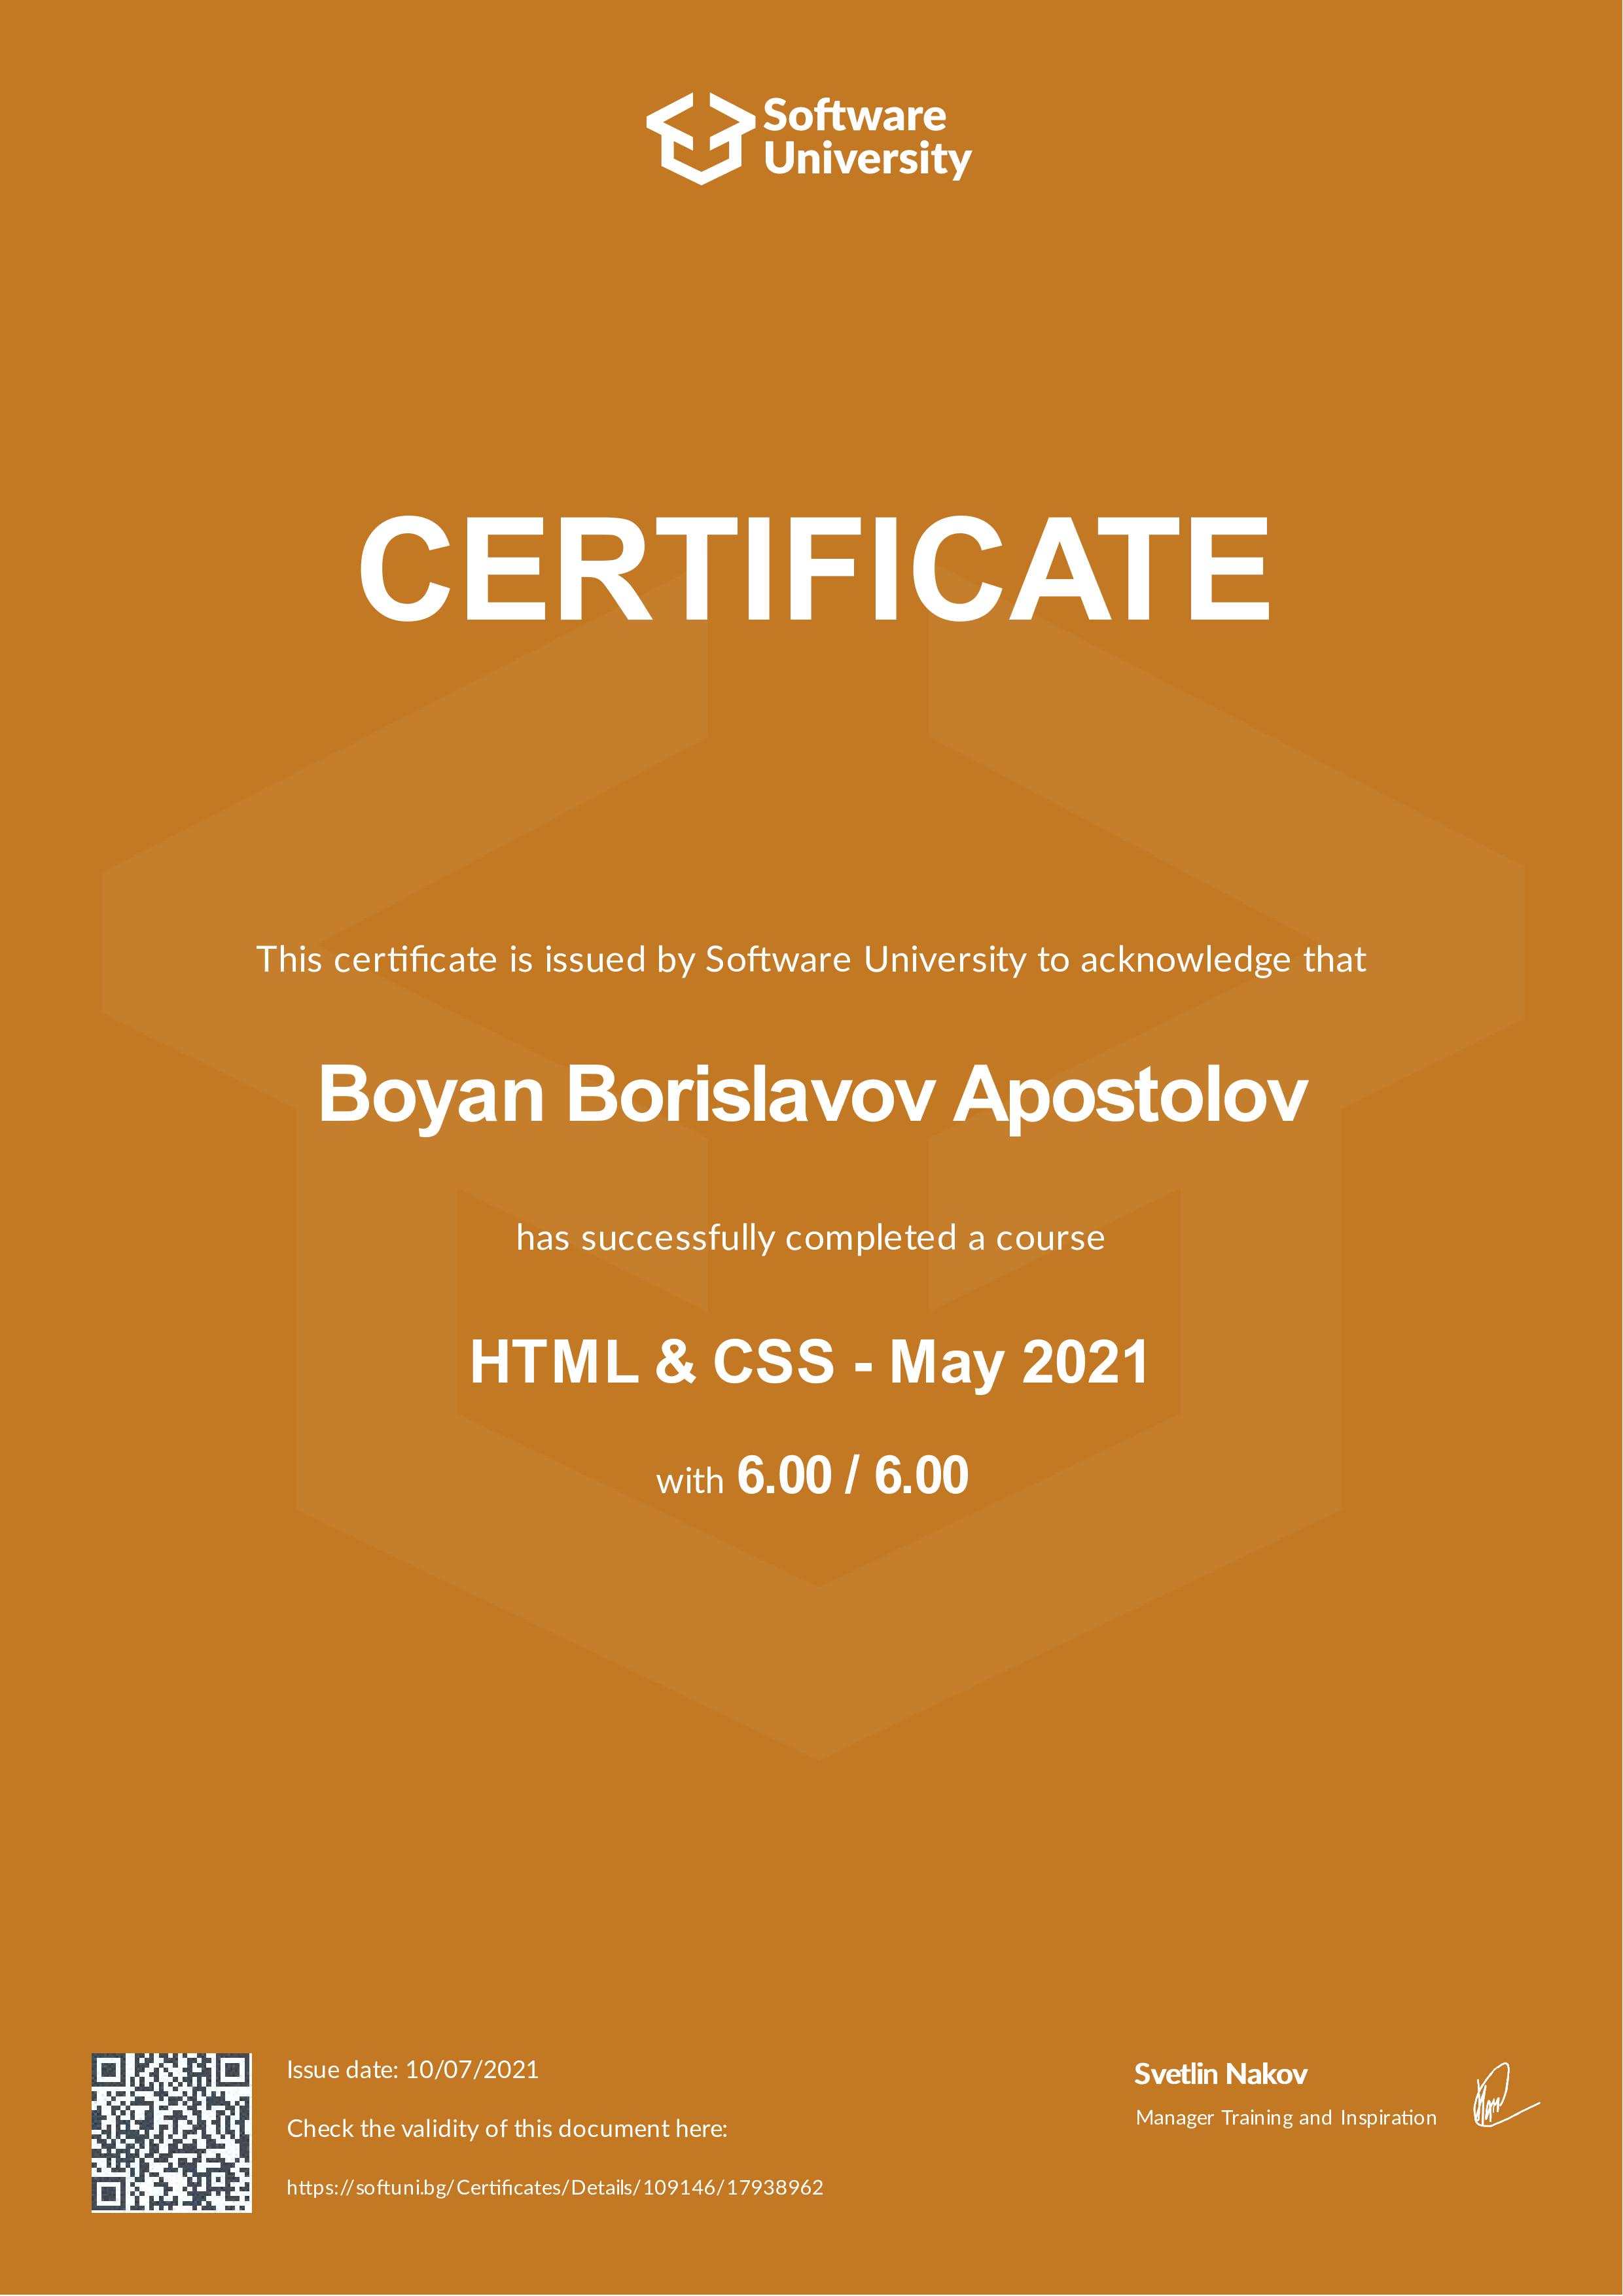 Software
University
CERTIFICATE
This certificate is issued by Software University to acknowledge that
Boyan Borislavov Apostolov
has successfully completed a course
HTML & CSS - May 2021
with 6.00 / 6.00
Issue date: 10/07/2021
Check the validity of this document here:
https://softuni.bg/Certificates/Details/109146/17938962
Svetlin Nakov
Manager Training and Inspiration